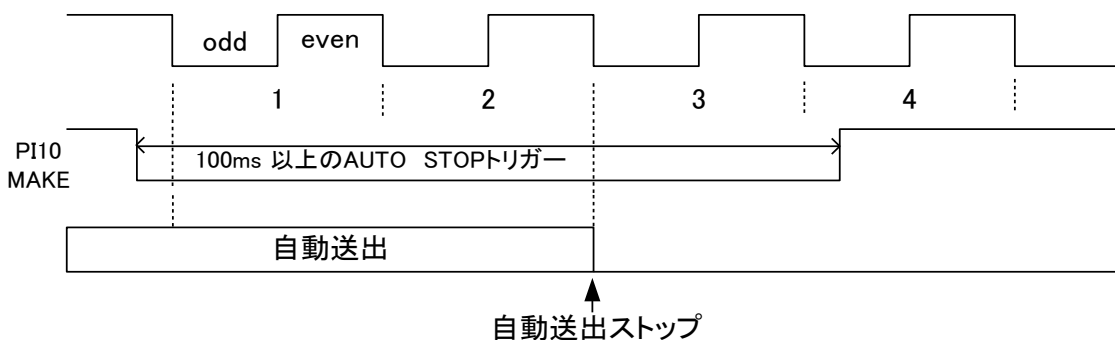 odd even
1 2 3 4
PI10
MAKE
100ms 以上のAUTO STOPトリガー
自動送出
自動送出ストップ